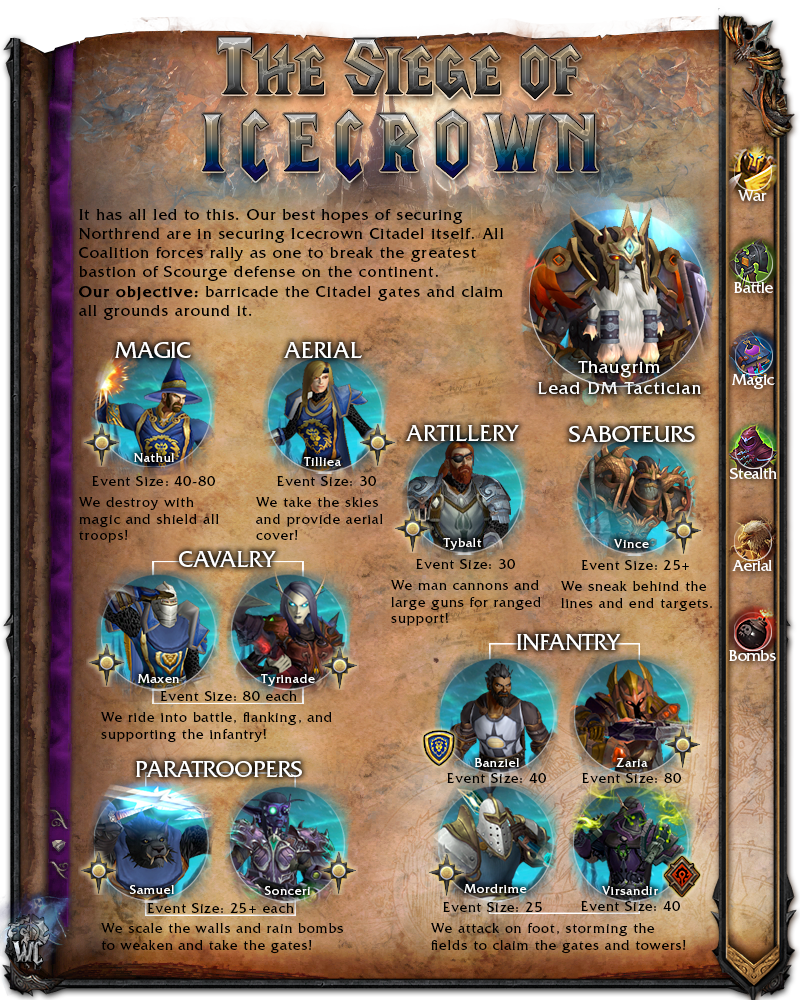 THE SIEGE OF
ICECROWN
It has all led to this. Our best hopes of securing
Northrend are in securing Icecrown Citadel itself. All
Coalition forces rally as one to break the greatest
bastion of Scourge defense on the continent.
Our objective: barricade the Citadel gates and claim
all grounds around it.
Thaugrim
Lead DM Tactician
MAGIC
Nathul
Event Size: 40-80
We destroy with
magic and shield all
troops!
AERIAL
Tilliea
Event Size: 30
We take the skies
and provide aerial
cover!
ARTILLERY
Tybalt
Event Size: 30
We man cannons and
large guns for ranged
support!
SABOTEURS
Vince
Event Size: 25+
We sneak behind the
lines and end targets.
CAVALRY
Maxen
Tyrinade
Event Size: 80 each
We ride into battle, flanking, and
supporting the infantry!
INFANTRY
Banziel
Event Size: 40
Zaria
Event Size: 80
Mordrime
Event Size: 25
Virsandir
Event Size: 40
We attack on foot, storming the
fields to claim the gates and towers!
PARATROOPERS
Samuel
Sonceri
Event Size: 25+ each
We scale the walls and rain bombs
to weaken and take the gates!
War
Battle
Magic
Stealth
Aerial
Bombs
WC